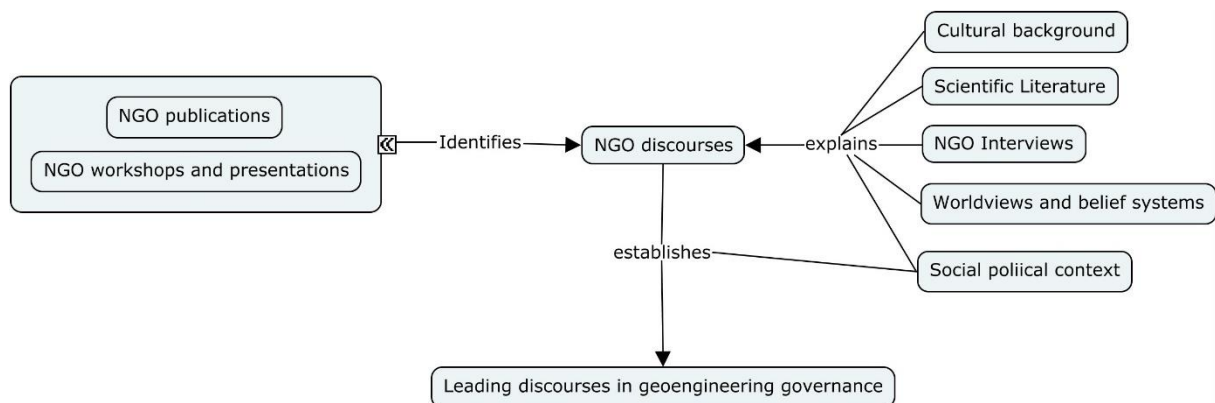 Cultural background
Scientific Literature
NGO publications
Identifies
NGO discourses
explains
NGO Interviews
NGO workshops and presentations
Worldviews and belief systems
establishes
Social poliical context
Leading discourses in geoengineering governance